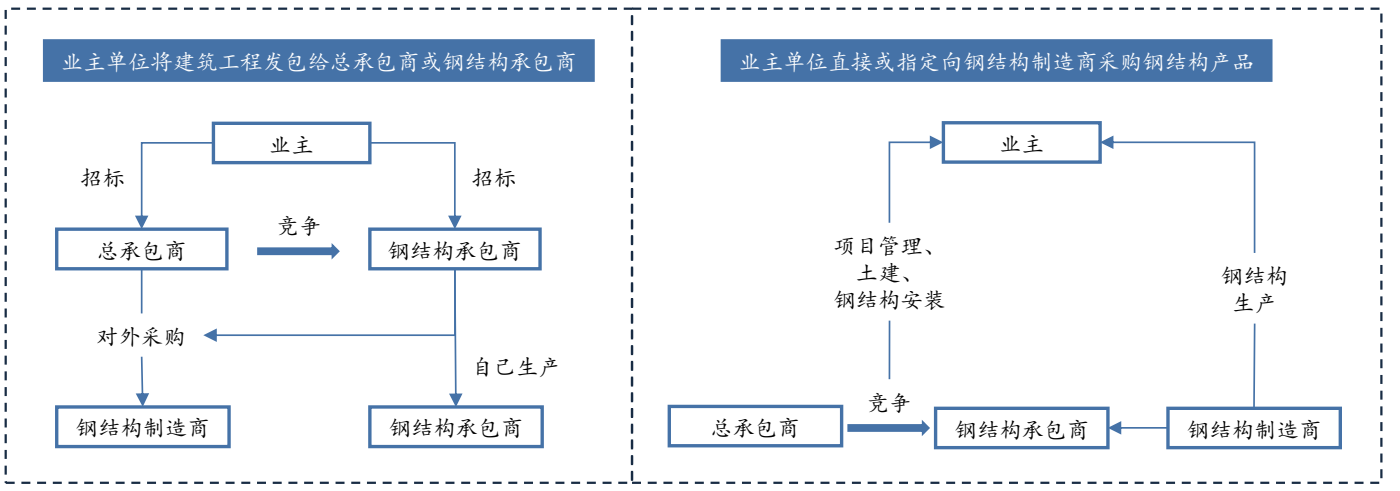 业主单位将建筑工程发包给总承包商或钢结构承包商
业主
招标
招标
总承包商
竞争
钢结构承包商
对外采购
自己生产
钢结构制造商
钢结构承包商
业主单位直接或指定向钢结构制造商采购钢结构产品
业主
项目管理、
土建、
钢结构安装
钢结构
生产
总承包商
竞争
钢结构承包商
钢结构制造商